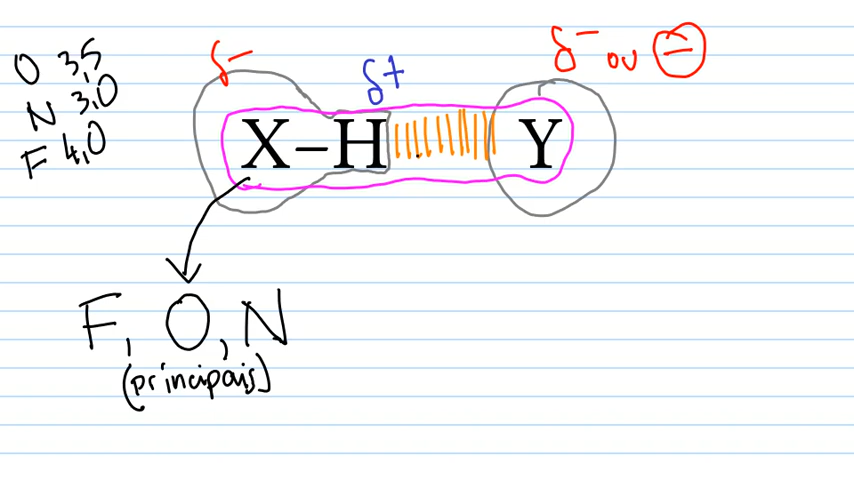 O 3,5
N 3,0
F 4,0
δ−
δ+
δ− ou −
X–H Y
F, O, N
(principais)